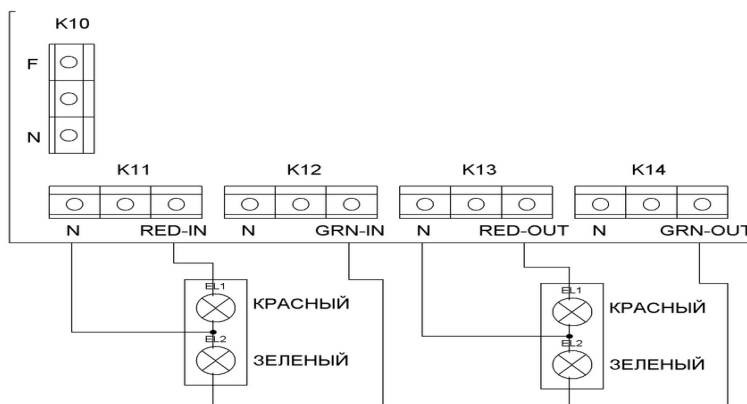 K10
F
N
K11 K12 K13 K14
N RED-IN N GRN-IN N RED-OUT N GRN-OUT
EL1 EL1
КРАСНЫЙ КРАСНЫЙ
EL2 EL2
ЗЕЛЕНЫЙ ЗЕЛЕНЫЙ